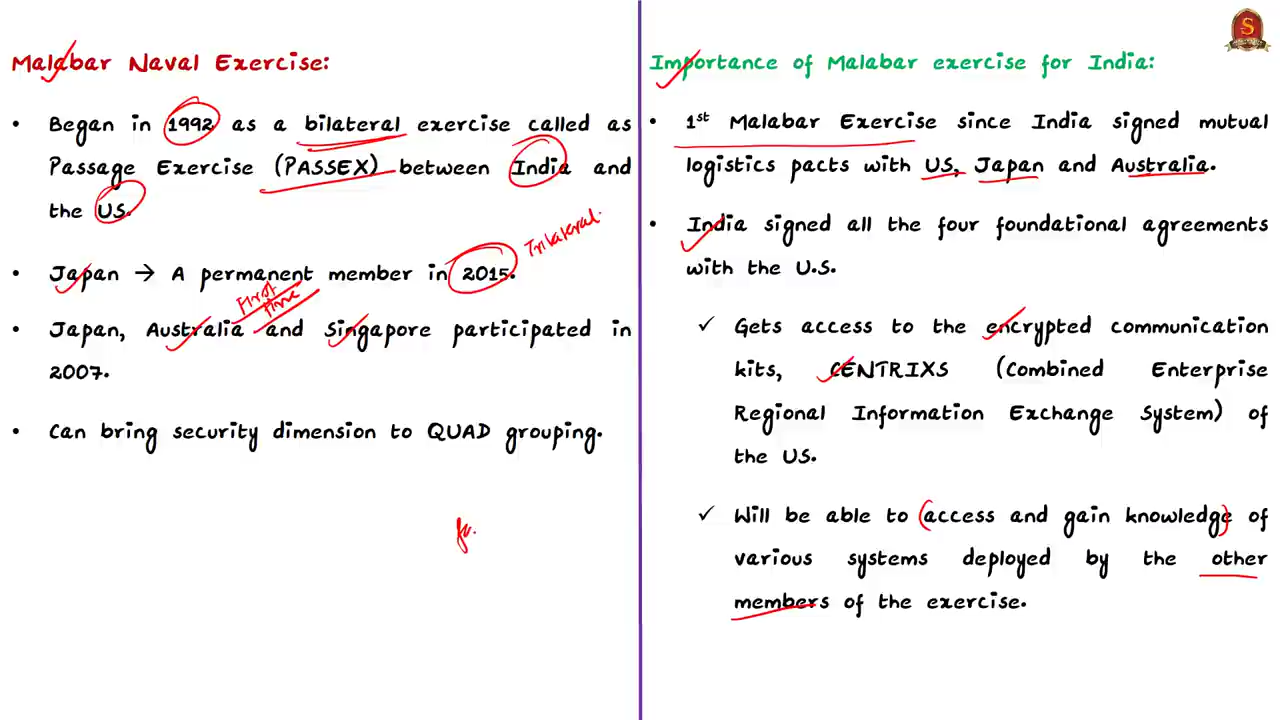 Malabar Naval Exercise:
• Began in 1992 as a bilateral exercise called as
Passage Exercise (PASSEX) between India and
the US.
Trilateral.
• Japan → A permanent member in 2015.
First
time
• Japan, Australia and Singapore participated in
2007.
• Can bring security dimension to QUAD grouping.
Importance of Malabar exercise for India:
• 1st Malabar Exercise since India signed mutual
logistics pacts with US, Japan and Australia.
• India signed all the four foundational agreements
with the U.S.
✓ Gets access to the encrypted communication
kits, CENTRIXS (Combined Enterprise
Regional Information Exchange System) of
the US.
✓ Will be able to access and gain knowledge of
various systems deployed by the other
members of the exercise.
S